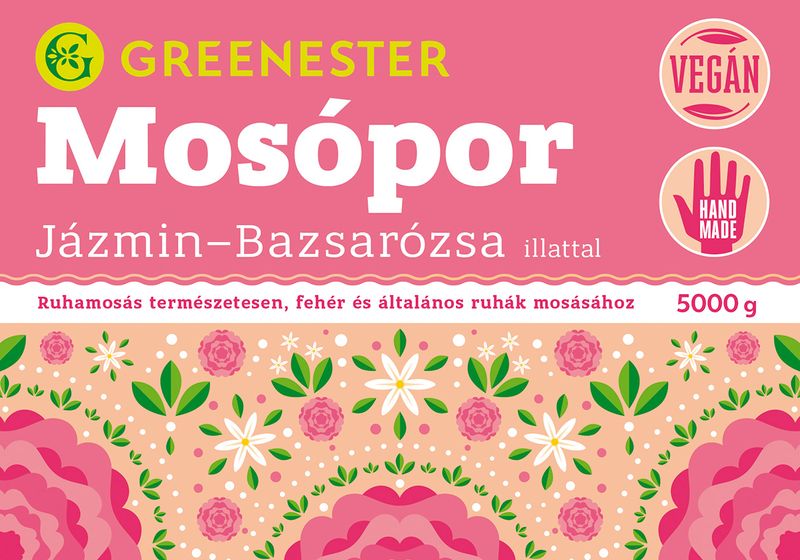 G GREENESTER
VEGÁN
Mosópor
HAND
MADE
Jázmin–Bazsarózsa illattal
Ruhamosás természetesen, fehér és általános ruhák mosásához 5000 g